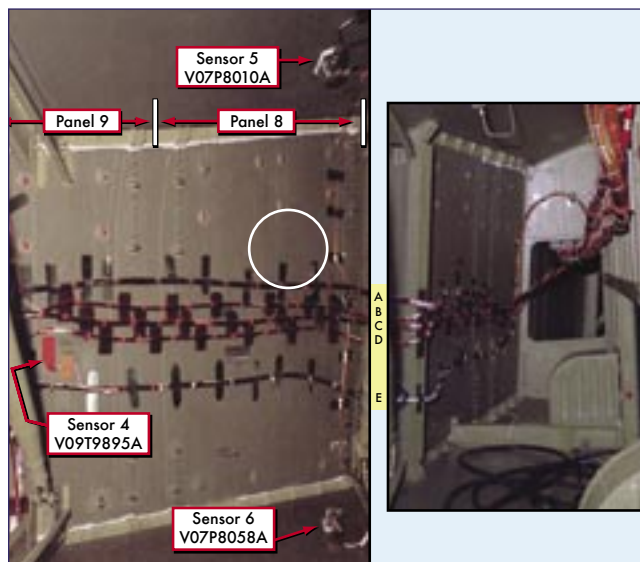 Sensor 5
V07P8010A
Panel 9
Panel 8
A
B
C
D
E
Sensor 4
V09T9895A
Sensor 6
V07P8058A